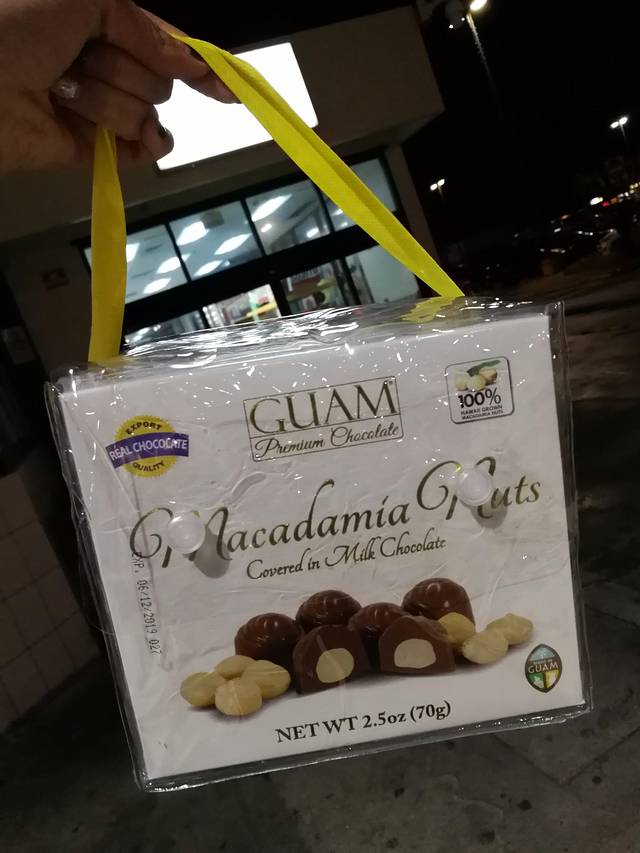 GUAM
Premium Chocolate
100%
HAWAII GROWN
MACADAMIA NUTS
EXPORT
REAL CHOCOLATE
QUALITY
Macadamia Nuts
Covered in Milk Chocolate
EXP. 06/12/2019 027
GUAM
NET WT 2.5oz (70g)